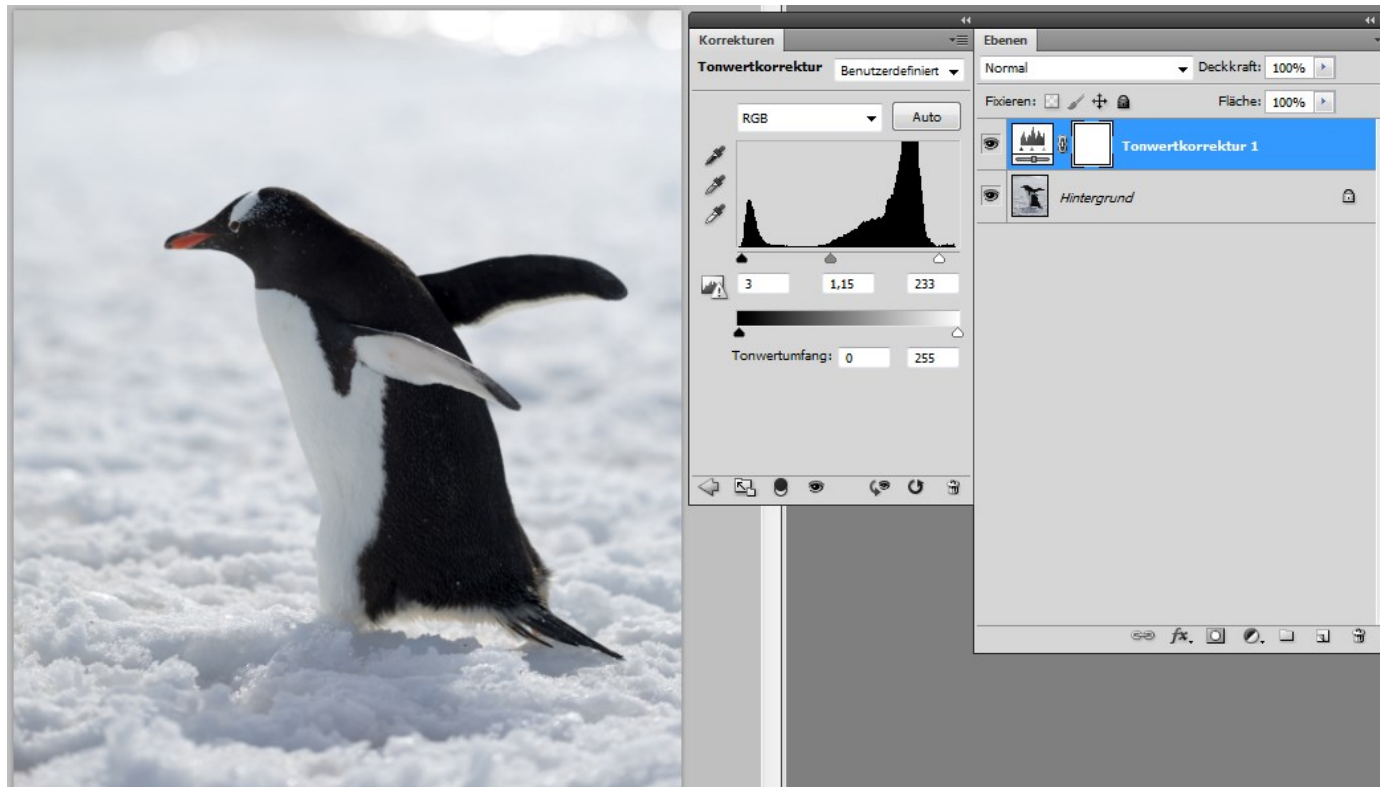 Korrekturen
Tonwertkorrektur Benutzerdefiniert
RGB Auto
3 1,15 233
Tonwertumfang: 0 255
Ebenen
Normal Deckkraft: 100%
Fixieren: Fläche: 100%
Tonwertkorrektur 1
Hintergrund
fx.